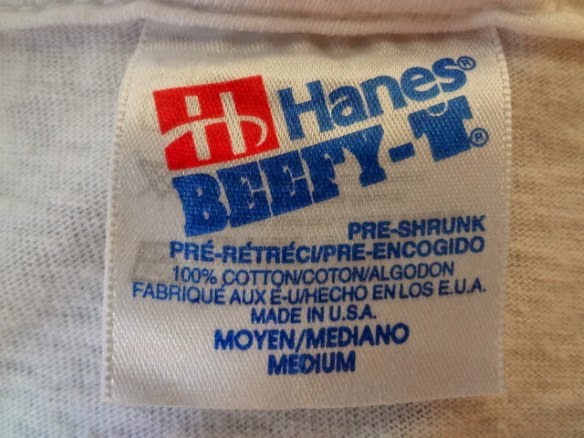 Hanes®
BEEFY-T®
PRE-SHRUNK
PRÉ-RÉTRÉCI/PRE-ENCOGIDO
100% COTTON/COTON/ALGODON
FABRIQUÉ AUX É-U/HECHO EN LOS E.U.A.
MADE IN U.S.A.
MOYEN/MEDIANO
MEDIUM